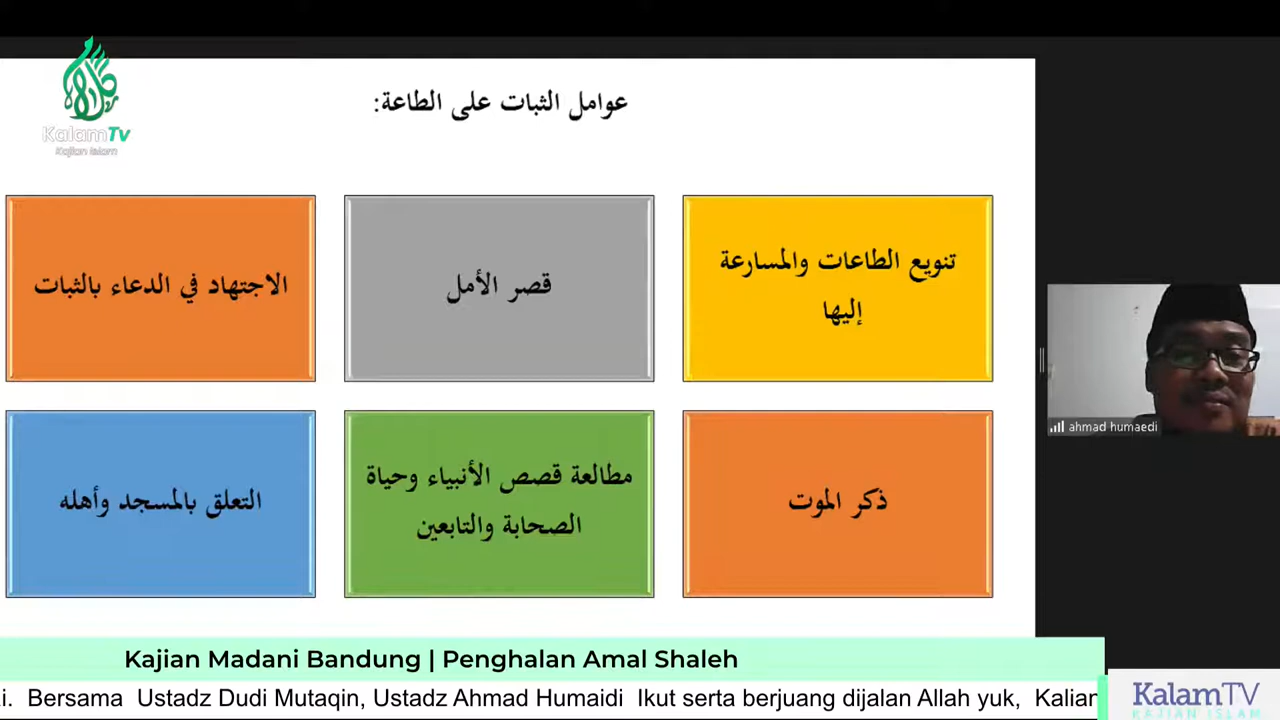 KalamTv
Kajian Islam
عوامل الثبات على الطاعة:
تنويع الطاعات والمسارعة
إليها
قصر الأمل
الاجتهاد في الدعاء بالثبات
ذكر الموت
مطالعة قصص الأنبياء وحياة
الصحابة والتابعين
التعلق بالمسجد وأهله
ahmad humaedi
Kajian Madani Bandung | Penghalan Amal Shaleh
i. Bersama Ustadz Dudi Mutaqin, Ustadz Ahmad Humaidi Ikut serta berjuang dijalan Allah yuk, Kalian
KalamTV
KAJIAN ISLAM